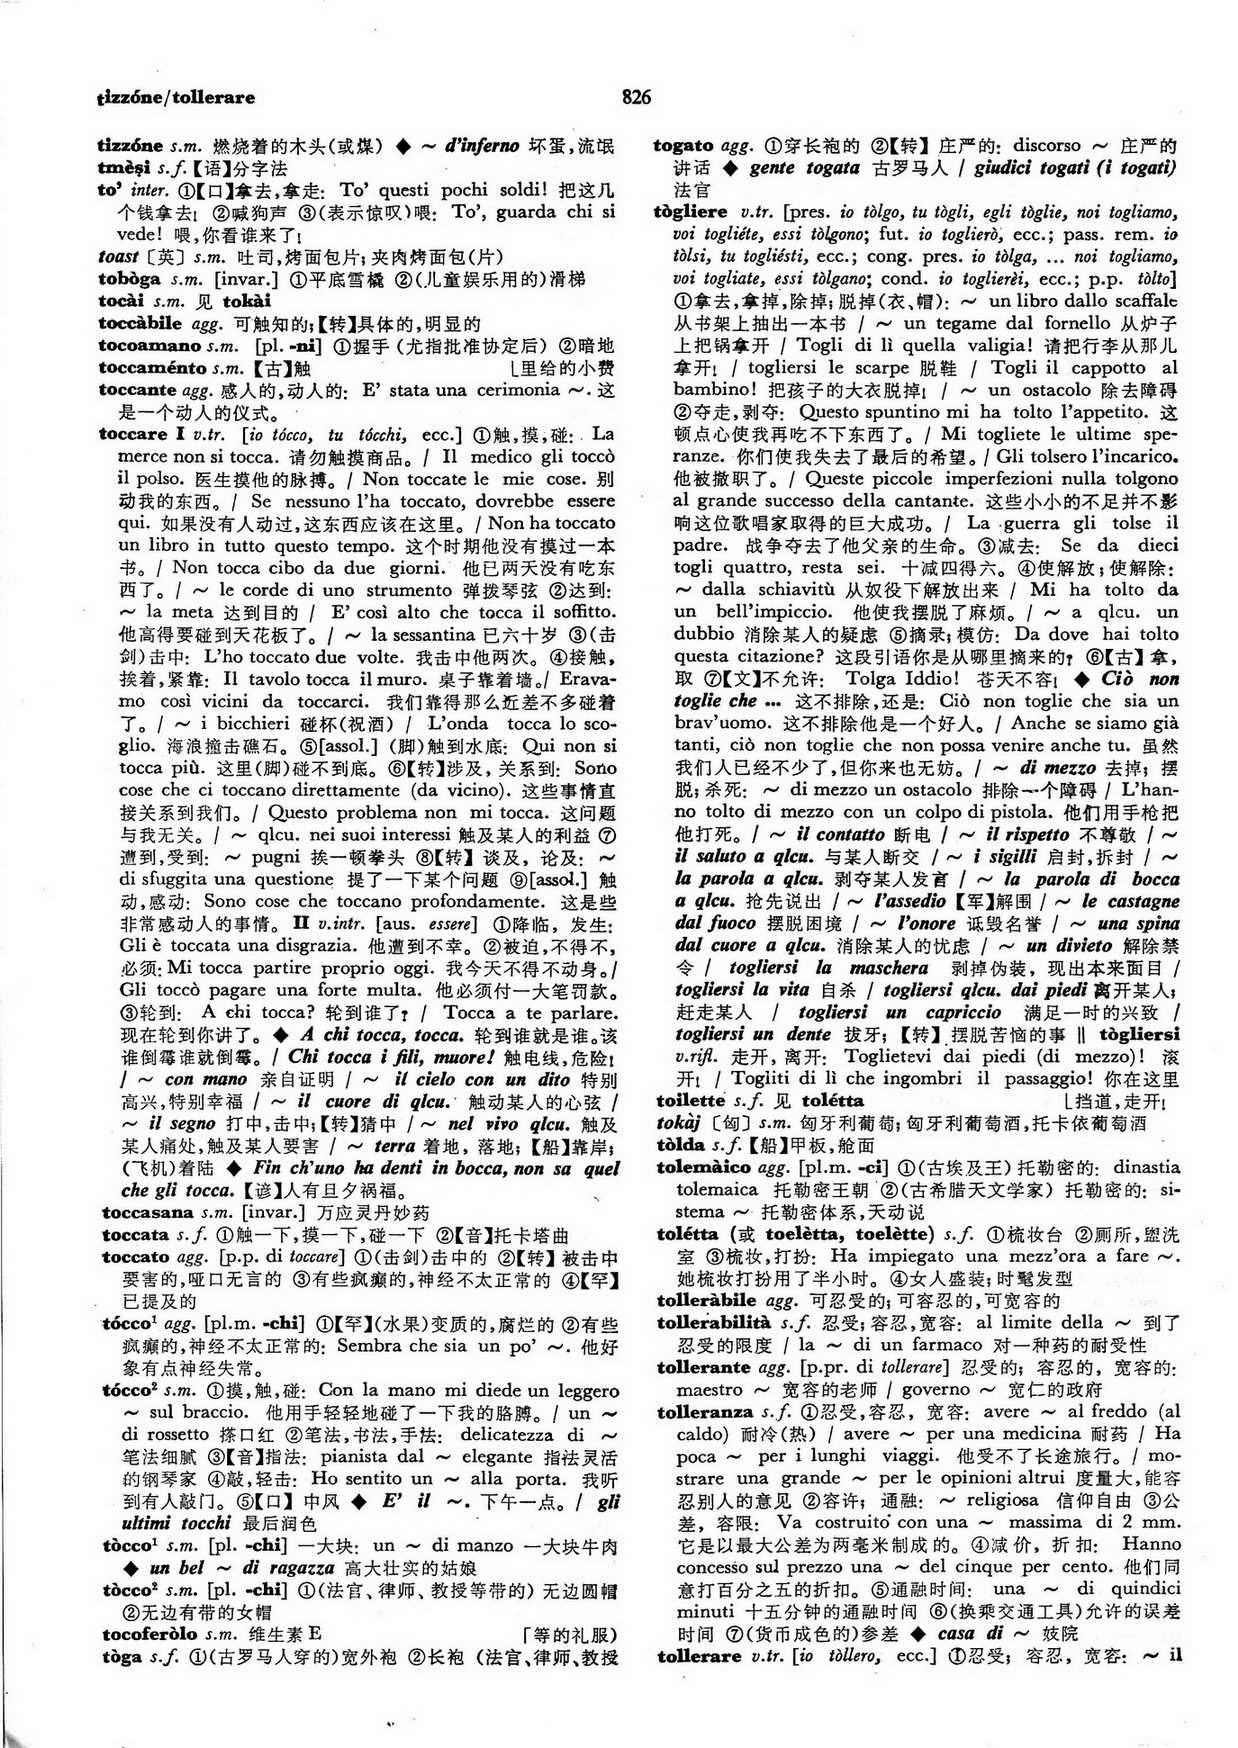 tizzóne/tollerare
826
tizzóne s.m. 燃烧着的木头(或煤) ◆ ～ d'inferno 坏蛋,流氓
tmèṣi s.f.【语】分字法
to' inter. ①【口】拿去,拿走: To' questi pochi soldi! 把这几
个钱拿去! ②喊狗声 ③(表示惊叹)喂: To', guarda chi si
vede! 喂,你看谁来了!
toast〔英〕s.m. 吐司,烤面包片; 夹肉烤面包(片)
tobòga s.m. [invar.] ①平底雪橇 ②(儿童娱乐用的)滑梯
tocài s.m. 见 tokài
toccàbile agg. 可触知的;【转】具体的,明显的
tocoamano s.m. [pl. -ni] ①握手 (尤指批准协定后) ②暗地
toccaménto s.m.【古】触 ⌊里给的小费
toccante agg. 感人的,动人的: E' stata una cerimonia ～. 这
是一个动人的仪式。
toccare I v.tr. [io tócco, tu tócchi, ecc.] ①触,摸,碰: La
merce non si tocca. 请勿触摸商品。/ Il medico gli toccò
il polso. 医生摸他的脉搏。/ Non toccate le mie cose. 别
动我的东西。/ Se nessuno l'ha toccato, dovrebbe essere
qui. 如果没有人动过,这东西应该在这里。/ Non ha toccato
un libro in tutto questo tempo. 这个时期他没有摸过一本
书。/ Non tocca cibo da due giorni. 他已两天没有吃东
西了。/ ～ le corde di uno strumento 弹拨琴弦 ②达到:
～ la meta 达到目的 / E' così alto che tocca il soffitto.
他高得要碰到天花板了。/ ～ la sessantina 已六十岁 ③(击
剑)击中: L'ho toccato due volte. 我击中他两次。④接触,
挨着,紧靠: Il tavolo tocca il muro. 桌子靠着墙。/ Erava-
mo così vicini da toccarci. 我们靠得那么近差不多碰着
了。/ ～ i bicchieri 碰杯(祝酒) / L'onda tocca lo sco-
glio. 海浪撞击礁石。⑤[assol.] (脚)触到水底: Qui non si
tocca più. 这里(脚)碰不到底。⑥【转】涉及, 关系到: Sono
cose che ci toccano direttamente (da vicino). 这些事情直
接关系到我们。/ Questo problema non mi tocca. 这问题
与我无关。/ ～ qlcu. nei suoi interessi 触及某人的利益 ⑦
遭到,受到: ～ pugni 挨一顿拳头 ⑧【转】谈及, 论及: ～
di sfuggita una questione 提了一下某个问题 ⑨[assol.] 触
动,感动: Sono cose che toccano profondamente. 这是些
非常感动人的事情。II v.intr. [aus. essere] ①降临, 发生:
Gli è toccata una disgrazia. 他遭到不幸。②被迫,不得不,
必须: Mi tocca partire proprio oggi. 我今天不得不动身。/
Gli toccò pagare una forte multa. 他必须付一大笔罚款。
③轮到: A chi tocca? 轮到谁了? / Tocca a te parlare.
现在轮到你讲了。◆ A chi tocca, tocca. 轮到谁就是谁。该
谁倒霉谁就倒霉。/ Chi tocca i fili, muore! 触电线,危险!
/ ～ con mano 亲自证明 / ～ il cielo con un dito 特别
高兴,特别幸福 / ～ il cuore di qlcu. 触动某人的心弦 /
～ il segno 打中,击中;【转】猜中 / ～ nel vivo qlcu. 触及
某人痛处,触及某人要害 / ～ terra 着地, 落地;【船】靠岸;
(飞机)着陆 ◆ Fin ch'uno ha denti in bocca, non sa quel
che gli tocca.【谚】人有旦夕祸福。
toccasana s.m. [invar.] 万应灵丹妙药
toccata s.f. ①触一下,摸一下,碰一下 ②【音】托卡塔曲
toccato agg. [p.p. di toccare] ①(击剑)击中的 ②【转】被击中
要害的,哑口无言的 ③有些疯癫的,神经不太正常的 ④【罕】
已提及的
tócco¹ agg. [pl.m. -chi] ①【罕】(水果)变质的,腐烂的 ②有些
疯癫的,神经不太正常的: Sembra che sia un po' ～. 他好
象有点神经失常。
tócco² s.m. ①摸,触,碰: Con la mano mi diede un leggero
～ sul braccio. 他用手轻轻地碰了一下我的胳膊。/ un ～
di rossetto 搽口红 ②笔法,书法,手法: delicatezza di ～
笔法细腻 ③【音】指法: pianista dal ～ elegante 指法灵活
的钢琴家 ④敲,轻击: Ho sentito un ～ alla porta. 我听
到有人敲门。⑤【口】中风 ◆ E' il ～. 下午一点。/ gli
ultimi tocchi 最后润色
tòcco¹ s.m. [pl. -chi] 一大块: un ～ di manzo 一大块牛肉
◆ un bel ～ di ragazza 高大壮实的姑娘
tòcco² s.m. [pl. -chi] ①(法官、律师、教授等带的) 无边圆帽
②无边有带的女帽
tocoferòlo s.m. 维生素 E ⌈等的礼服)
tòga s.f. ①(古罗马人穿的)宽外袍 ②长袍 (法官、律师、教授
togato agg. ①穿长袍的 ②【转】庄严的: discorso ～ 庄严的
讲话 ◆ gente togata 古罗马人 / giudici togati (i togati)
法官
tògliere v.tr. [pres. io tòlgo, tu tògli, egli tòglie, noi togliamo,
voi togliéte, essi tòlgono; fut. io toglierò, ecc.; pass. rem. io
tòlsi, tu togliésti, ecc.; cong. pres. io tòlga, ... noi togliamo,
voi togliate, essi tòlgano; cond. io toglierèi, ecc.; p.p. tòlto]
①拿去,拿掉,除掉;脱掉(衣、帽): ～ un libro dallo scaffale
从书架上抽出一本书 / ～ un tegame dal fornello 从炉子
上把锅拿开 / Togli di lì quella valigia! 请把行李从那儿
拿开! / togliersi le scarpe 脱鞋 / Togli il cappotto al
bambino! 把孩子的大衣脱掉! / ～ un ostacolo 除去障碍
②夺走,剥夺: Questo spuntino mi ha tolto l'appetito. 这
顿点心使我再吃不下东西了。/ Mi togliete le ultime spe-
ranze. 你们使我失去了最后的希望。/ Gli tolsero l'incarico.
他被撤职了。/ Queste piccole imperfezioni nulla tolgono
al grande successo della cantante. 这些小小的不足并不影
响这位歌唱家取得的巨大成功。/ La guerra gli tolse il
padre. 战争夺去了他父亲的生命。③减去: Se da dieci
togli quattro, resta sei. 十减四得六。④使解放;使解除:
～ dalla schiavitù 从奴役下解放出来 / Mi ha tolto da
un bell'impiccio. 他使我摆脱了麻烦。/ ～ a qlcu. un
dubbio 消除某人的疑虑 ⑤摘录;模仿: Da dove hai tolto
questa citazione? 这段引语你是从哪里摘来的? ⑥【古】拿,
取 ⑦【文】不允许: Tolga Iddio! 苍天不容! ◆ Ciò non
toglie che ... 这不排除,还是: Ciò non toglie che sia un
brav'uomo. 这不排除他是一个好人。/ Anche se siamo già
tanti, ciò non toglie che non possa venire anche tu. 虽然
我们人已经不少了,但你来也无妨。/ ～ di mezzo 去掉; 摆
脱;杀死: ～ di mezzo un ostacolo 排除一个障碍 / L'han-
no tolto di mezzo con un colpo di pistola. 他们用手枪把
他打死。/ ～ il contatto 断电 / ～ il rispetto 不尊敬 / ～
il saluto a qlcu. 与某人断交 / ～ i sigilli 启封,拆封 / ～
la parola a qlcu. 剥夺某人发言 / ～ la parola di bocca
a qlcu. 抢先说出 / ～ l'assedio【军】解围 / ～ le castagne
dal fuoco 摆脱困境 / ～ l'onore 诋毁名誉 / ～ una spina
dal cuore a qlcu. 消除某人的忧虑 / ～ un divieto 解除禁
令 / togliersi la maschera 剥掉伪装, 现出本来面目 /
togliersi la vita 自杀 / togliersi qlcu. dai piedi 离开某人;
赶走某人 / togliersi un capriccio 满足一时的兴致 /
togliersi un dente 拔牙;【转】摆脱苦恼的事 ‖ tògliersi
v.rifl. 走开, 离开: Toglietevi dai piedi (di mezzo)! 滚
开! / Togliti di lì che ingombri il passaggio! 你在这里
toilette s.f. 见 tolétta ⌊挡道,走开!
tokàj〔匈〕s.m. 匈牙利葡萄; 匈牙利葡萄酒,托卡依葡萄酒
tòlda s.f.【船】甲板,舱面
tolemàico agg. [pl.m. -ci] ①(古埃及王) 托勒密的: dinastia
tolemaica 托勒密王朝 ②(古希腊天文学家) 托勒密的: si-
stema ～ 托勒密体系,天动说
tolétta (或 toelètta, toelètte) s.f. ①梳妆台 ②厕所,盥洗
室 ③梳妆,打扮: Ha impiegato una mezz'ora a fare ～.
她梳妆打扮用了半小时。④女人盛装;时髦发型
tolleràbile agg. 可忍受的;可容忍的,可宽容的
tollerabilità s.f. 忍受;容忍,宽容: al limite della ～ 到了
忍受的限度 / la ～ di un farmaco 对一种药的耐受性
tollerante agg. [p.pr. di tollerare] 忍受的; 容忍的, 宽容的:
maestro ～ 宽容的老师 / governo ～ 宽仁的政府
tolleranza s.f. ①忍受,容忍, 宽容: avere ～ al freddo (al
caldo) 耐冷(热) / avere ～ per una medicina 耐药 / Ha
poca ～ per i lunghi viaggi. 他受不了长途旅行。/ mo-
strare una grande ～ per le opinioni altrui 度量大,能容
忍别人的意见 ②容许; 通融: ～ religiosa 信仰自由 ③公
差, 容限: Va costruito con una ～ massima di 2 mm.
它是以最大公差为两毫米制成的。④减价, 折扣: Hanno
concesso sul prezzo una ～ del cinque per cento. 他们同
意打百分之五的折扣。⑤通融时间: una ～ di quindici
minuti 十五分钟的通融时间 ⑥(换乘交通工具)允许的误差
时间 ⑦(货币成色的)参差 ◆ casa di ～ 妓院
tollerare v.tr. [io tòllero, ecc.] ①忍受; 容忍, 宽容: ～ il